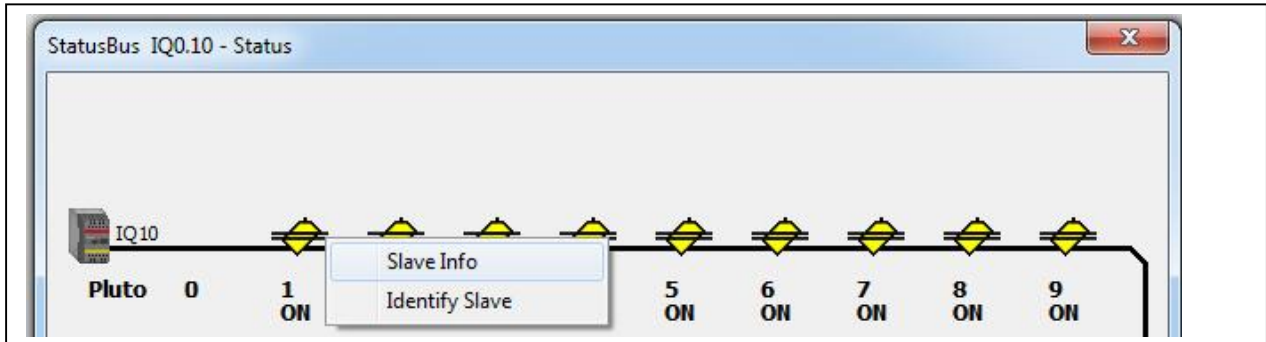 StatusBus IQ0.10 - Status
IQ10
Slave Info
Identify Slave
Pluto 0 1 5 6 7 8 9
ON ON ON ON ON ON